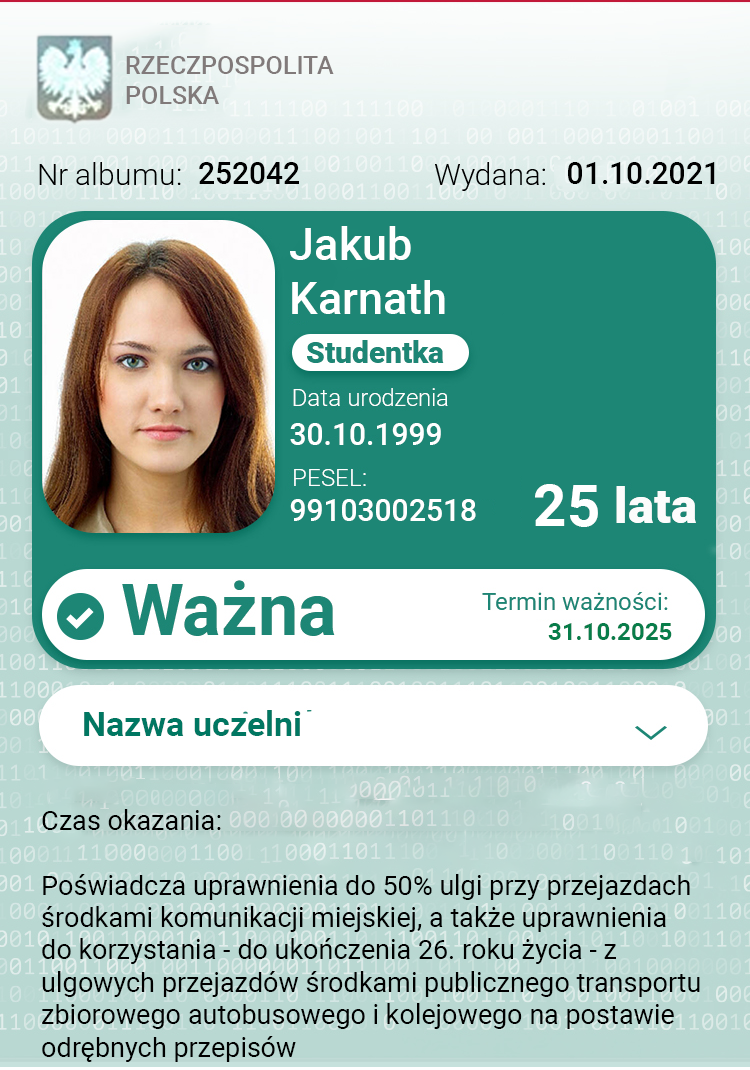 RZECZPOSPOLITA
POLSKA
Nr albumu: 252042
Wydana: 01.10.2021
Jakub
Karnath
Studentka
Data urodzenia
30.10.1999
PESEL:
99103002518
25 lata
Ważna
Termin ważności:
31.10.2025
Nazwa uczelni
Czas okazania:
Poświadcza uprawnienia do 50% ulgi przy przejazdach
środkami komunikacji miejskiej, a także uprawnienia
do korzystania - do ukończenia 26. roku życia - z
ulgowych przejazdów środkami publicznego transportu
zbiorowego autobusowego i kolejowego na postawie
odrębnych przepisów